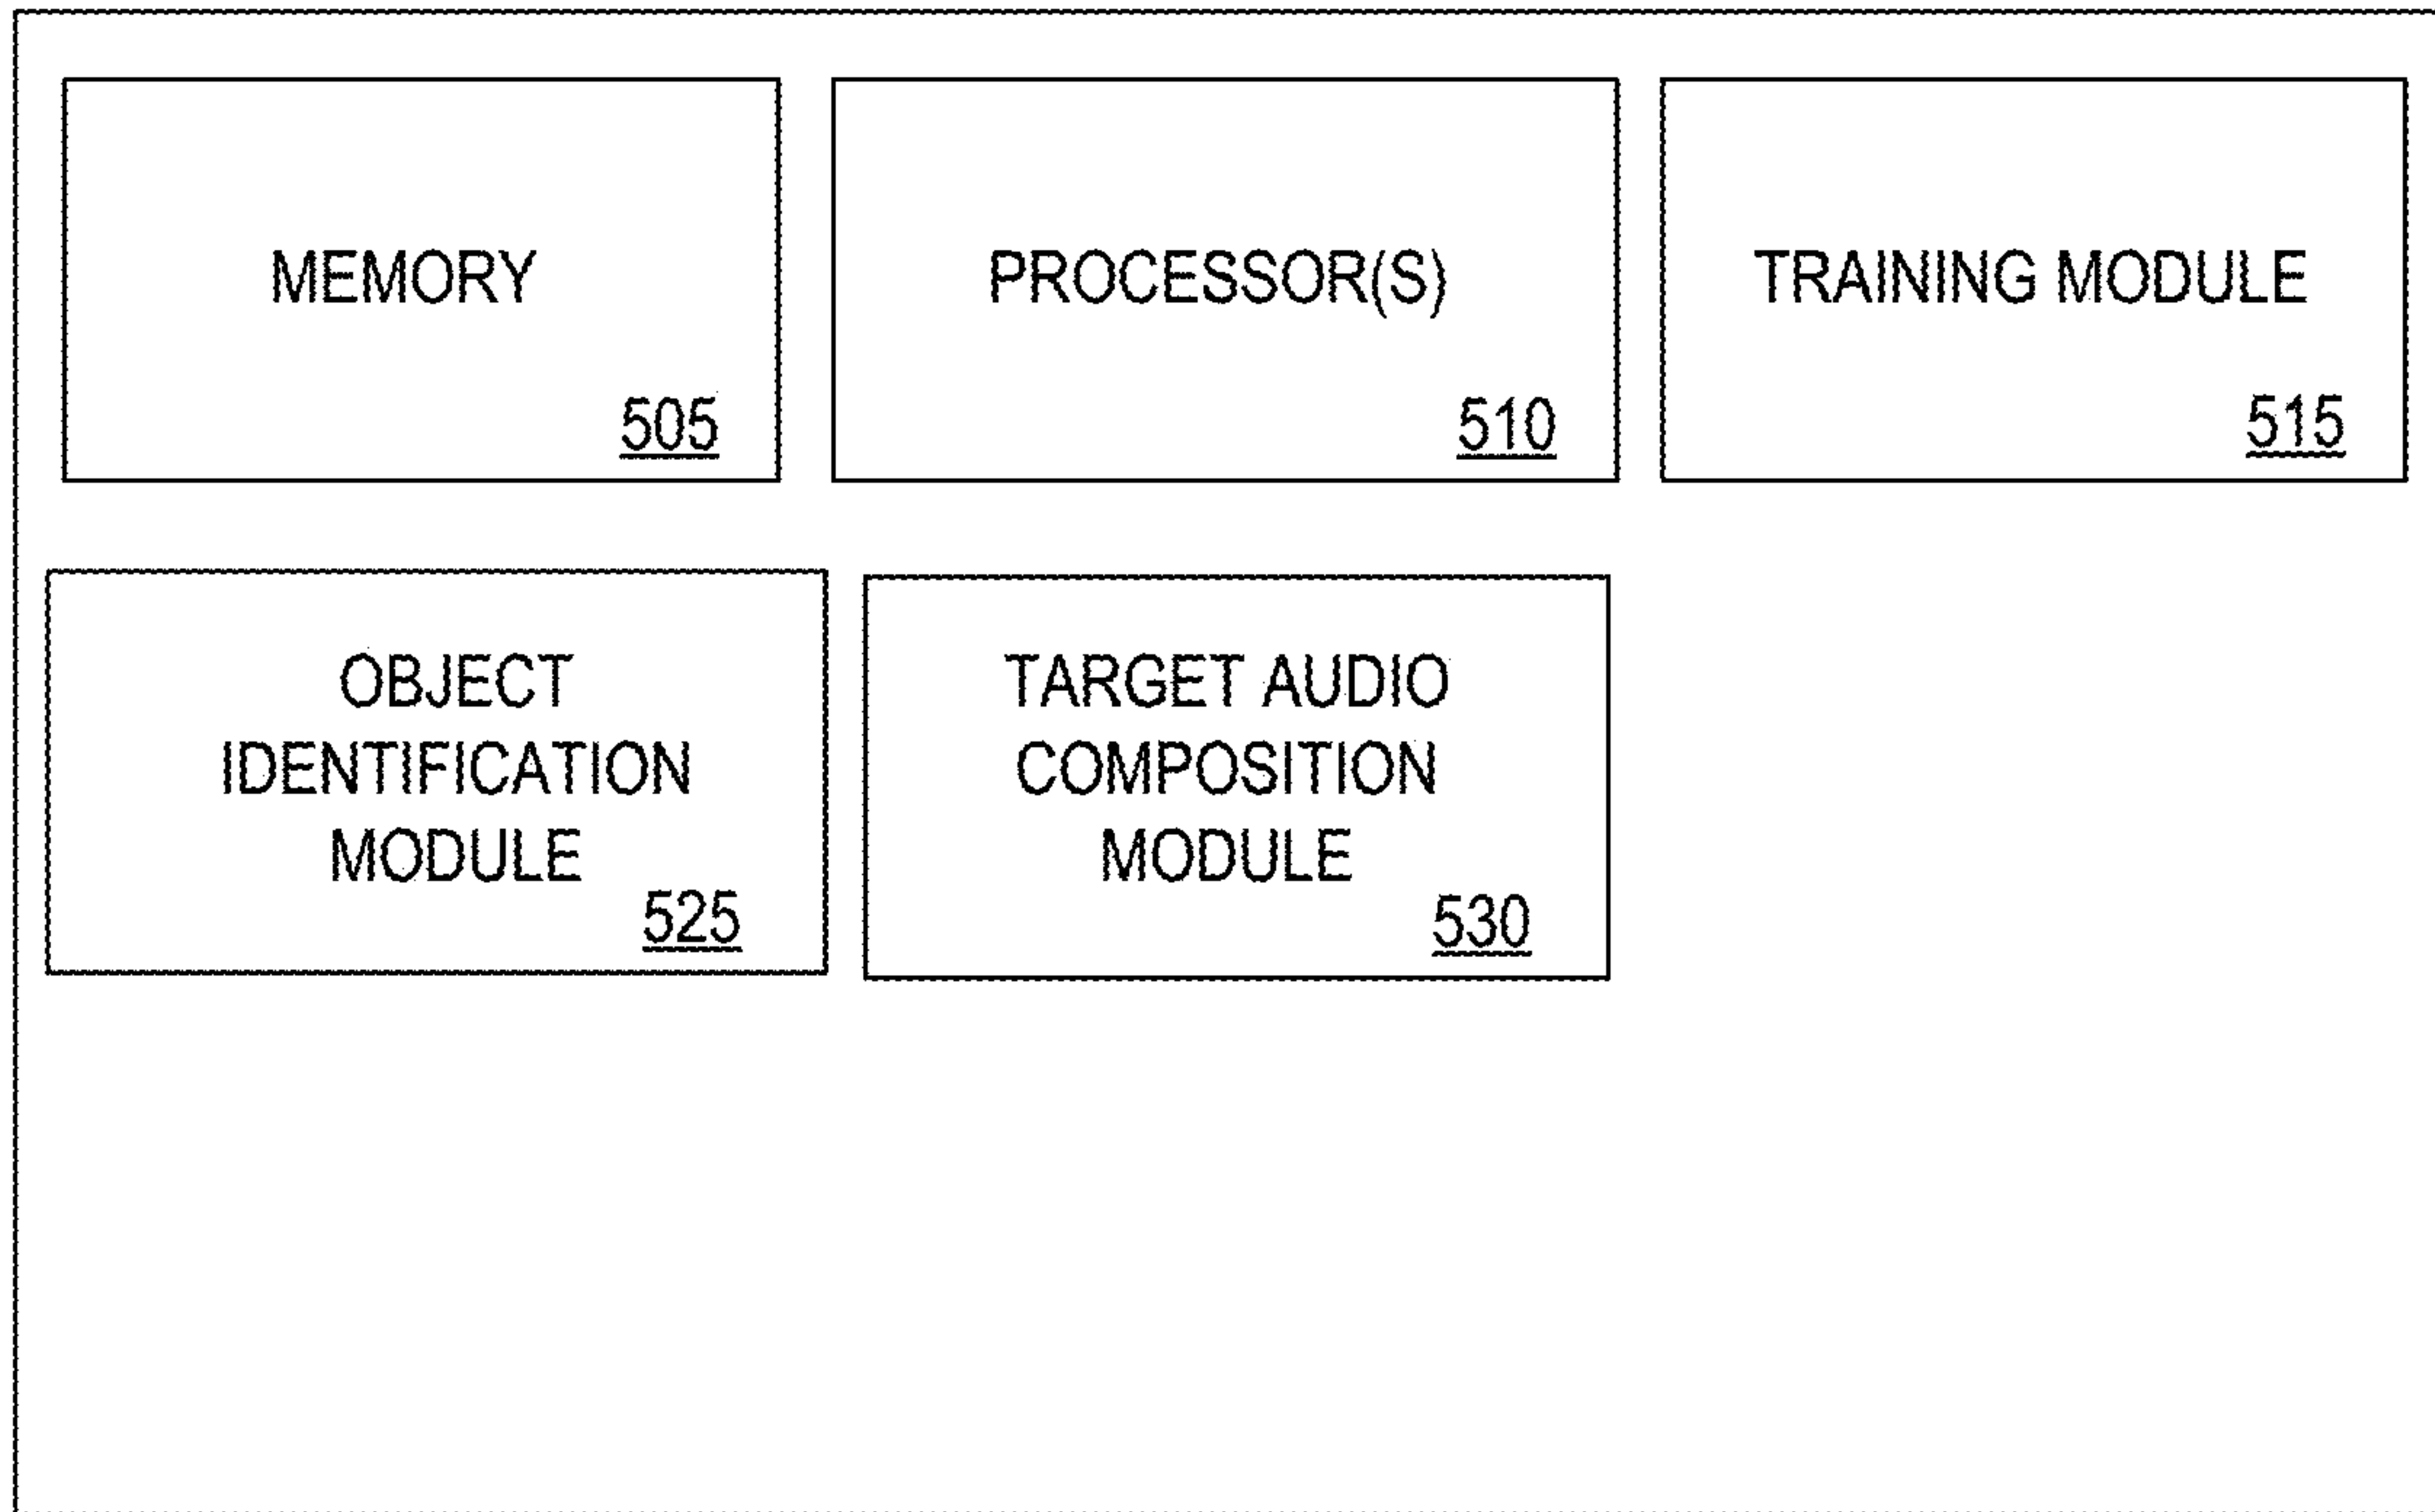 MEMORY
505
PROCESSOR(S)
510
TRAINING MODULE
515
OBJECT
IDENTIFICATION
MODULE
525
TARGET AUDIO
COMPOSITION
MODULE
530